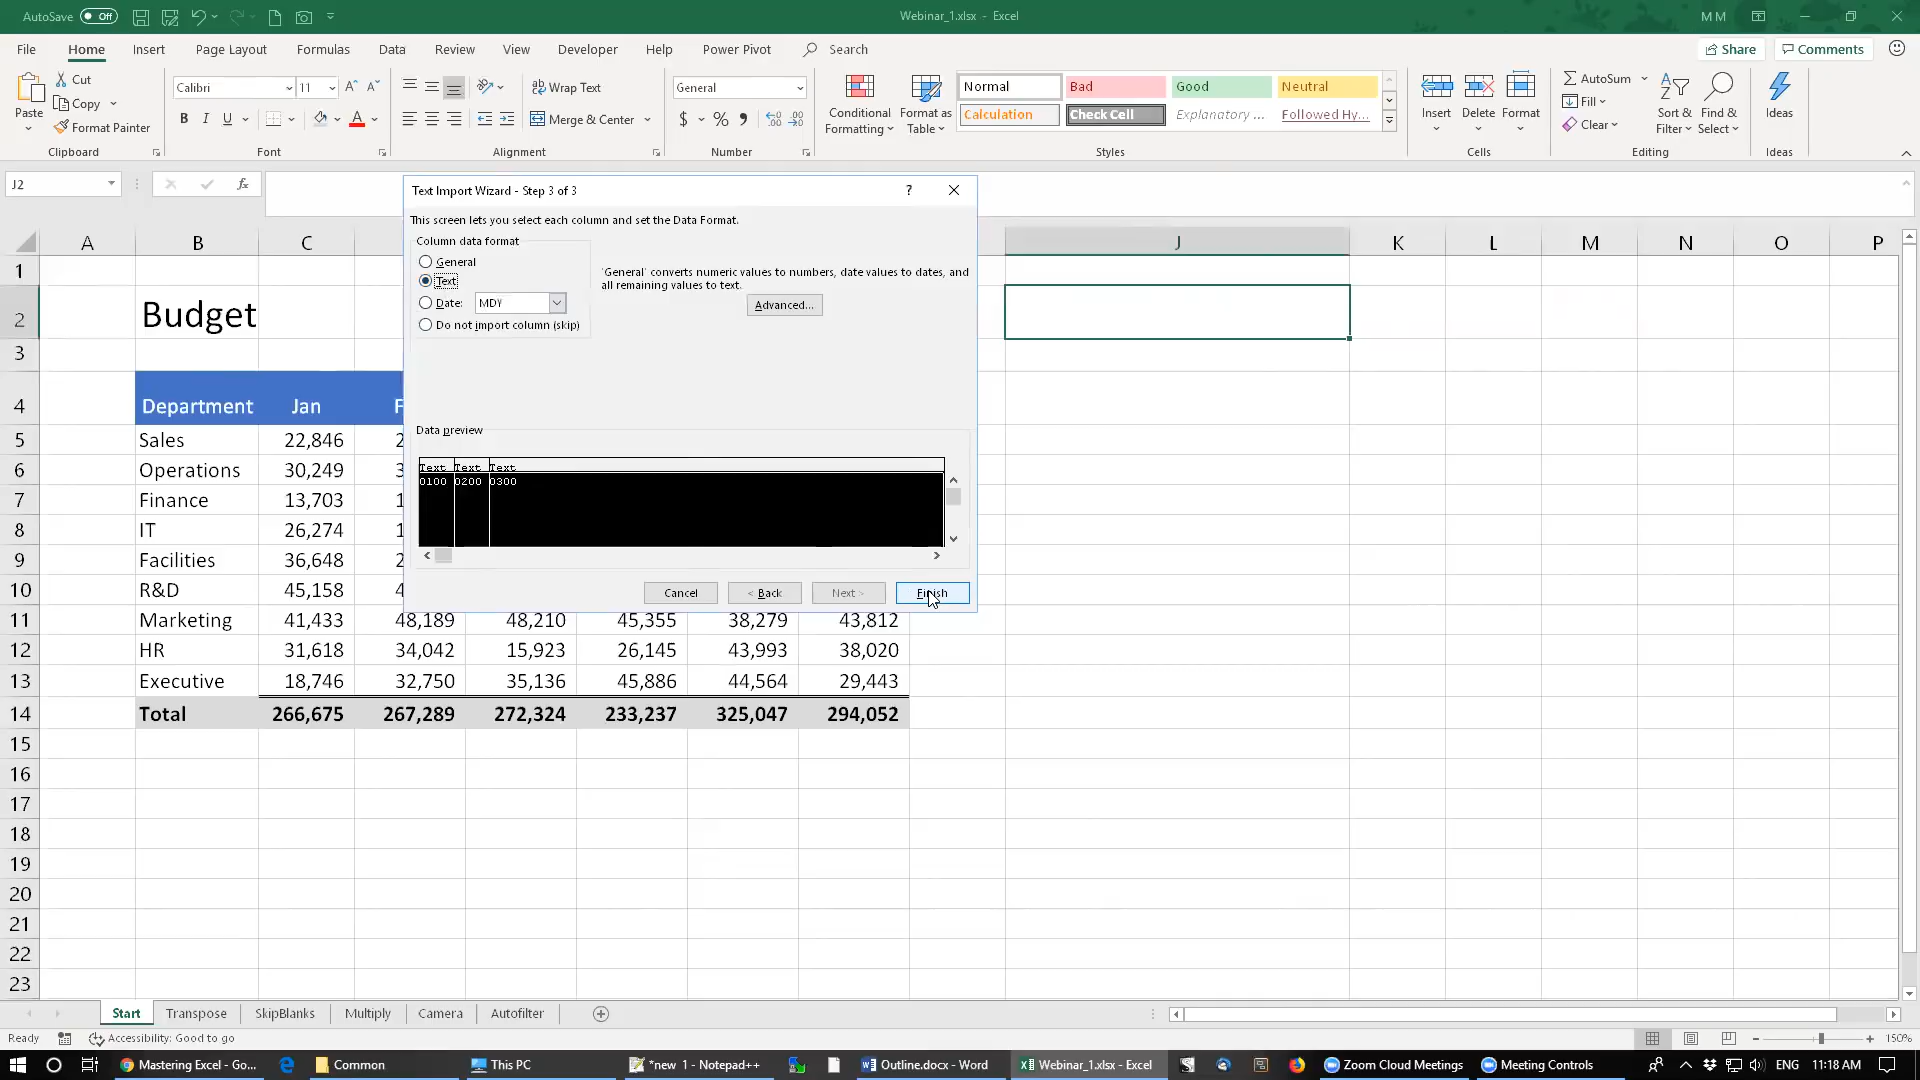 AutoSave Off
Webinar_1.xlsx - Excel
M M
File Home Insert Page Layout Formulas Data Review View Developer Help Power Pivot Search
Share Comments
Paste
Cut
Copy
Format Painter
Clipboard
Calibri 11
B I U
Font
Wrap Text
Merge & Center
Alignment
General
$ % 9
Number
Conditional Formatting
Format as Table
Normal Bad Good Neutral
Calculation Check Cell Explanatory ... Followed Hy...
Styles
Insert Delete Format
Cells
AutoSum
Fill
Clear
Sort & Filter
Find & Select
Editing
Ideas
Ideas
J2
fx
A B C J K L M N O P
Text Import Wizard - Step 3 of 3
?
This screen lets you select each column and set the Data Format.
Column data format
General
Text
Date: MDY
Do not import column (skip)
'General' converts numeric values to numbers, date values to dates, and
all remaining values to text.
Advanced...
Data preview
Text Text Text
0100 0200 0300
Cancel < Back Next > Finish
1
2 Budget
3
4 Department Jan F
5 Sales 22,846 2
6 Operations 30,249 3
7 Finance 13,703 1
8 IT 26,274 1
9 Facilities 36,648 2
10 R&D 45,158 4
11 Marketing 41,433 48,189 48,210 45,355 38,279 43,812
12 HR 31,618 34,042 15,923 26,145 43,993 38,020
13 Executive 18,746 32,750 35,136 45,886 44,564 29,443
14 Total 266,675 267,289 272,324 233,237 325,047 294,052
15
16
17
18
19
20
21
22
23
Start Transpose SkipBlanks Multiply Camera Autofilter
Ready Accessibility: Good to go
150%
Mastering Excel - Go... Common This PC *new 1 - Notepad++ Outline.docx - Word Webinar_1.xlsx - Excel Zoom Cloud Meetings Meeting Controls ENG 11:18 AM